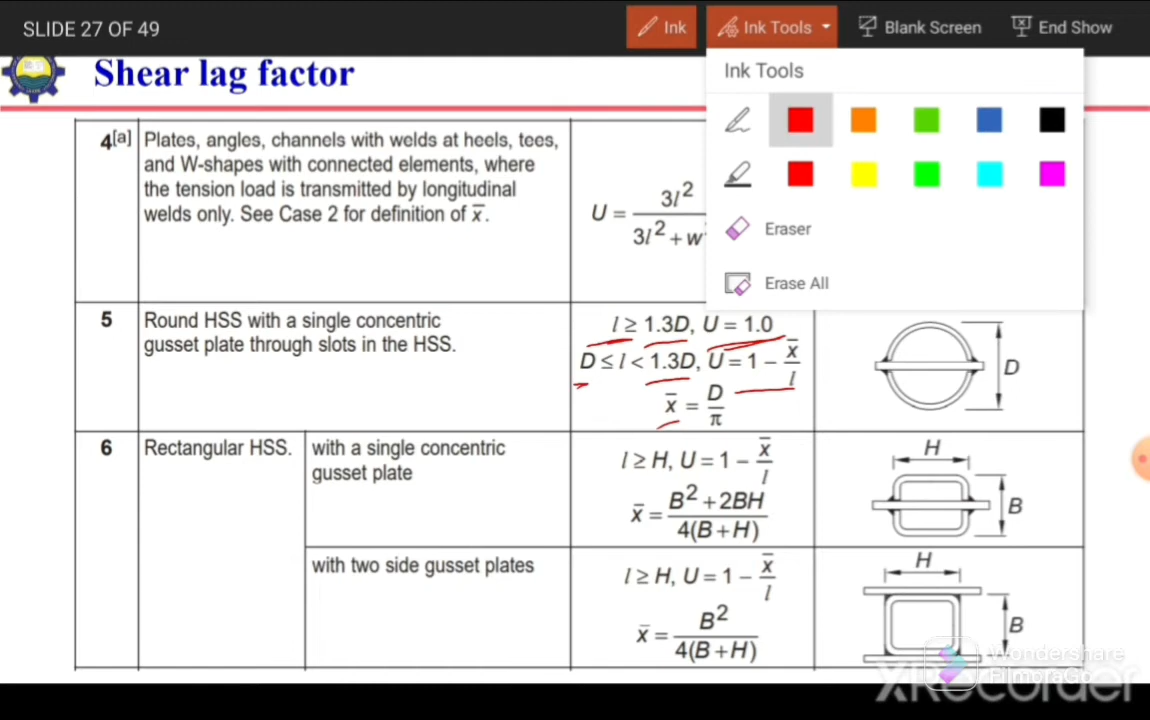 SLIDE 27 OF 49
Ink
Ink Tools
Blank Screen
End Show
Shear lag factor
Ink Tools
Eraser
Erase All
4[a]
Plates, angles, channels with welds at heels, tees,
and W-shapes with connected elements, where
the tension load is transmitted by longitudinal
welds only. See Case 2 for definition of x̅.
U = 3l² / 3l² + w
5
Round HSS with a single concentric
gusset plate through slots in the HSS.
l ≥ 1.3D, U = 1.0
D ≤ l < 1.3D, U = 1 − x̅/l
x̅ = D/π
D
6
Rectangular HSS.
with a single concentric
gusset plate
l ≥ H, U = 1 − x̅/l
x̅ = B² + 2BH / 4(B + H)
H
B
with two side gusset plates
l ≥ H, U = 1 − x̅/l
x̅ = B² / 4(B + H)
H
B
Wondershare
FilmoraGo
XRecorder